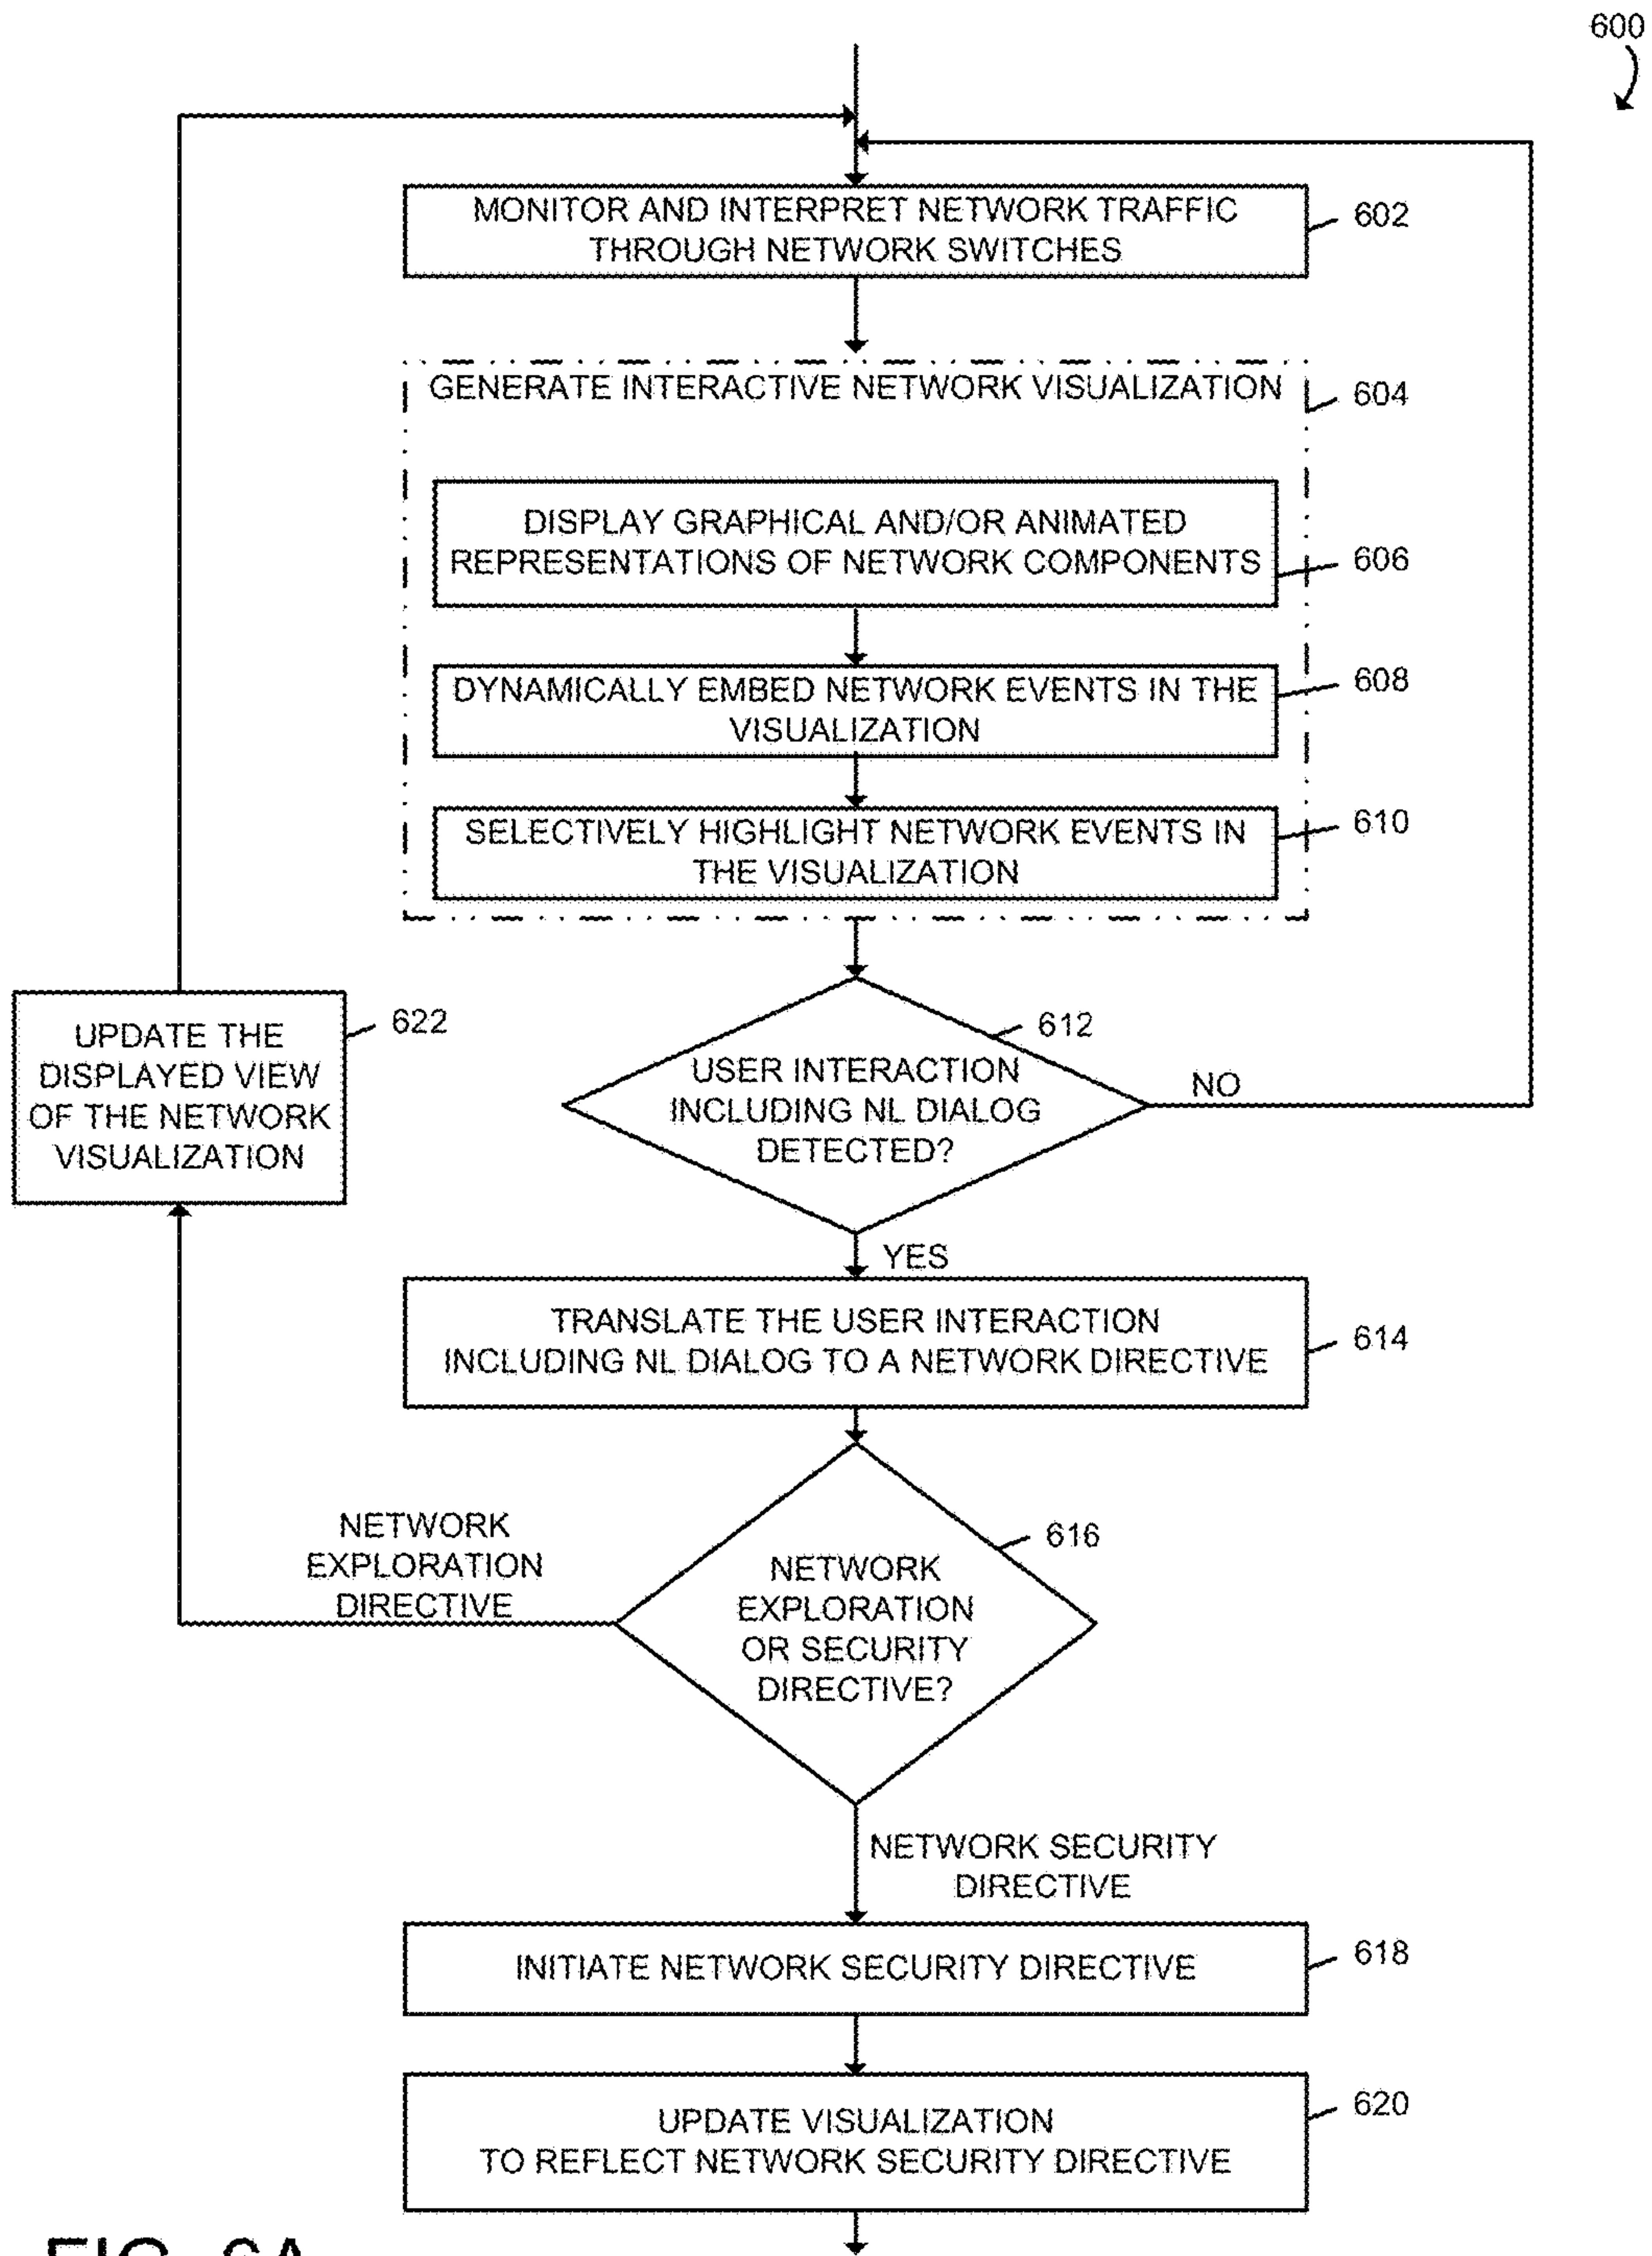 600
MONITOR AND INTERPRET NETWORK TRAFFIC
THROUGH NETWORK SWITCHES
602
GENERATE INTERACTIVE NETWORK VISUALIZATION
604
DISPLAY GRAPHICAL AND/OR ANIMATED
REPRESENTATIONS OF NETWORK COMPONENTS
606
DYNAMICALLY EMBED NETWORK EVENTS IN THE
VISUALIZATION
608
SELECTIVELY HIGHLIGHT NETWORK EVENTS IN
THE VISUALIZATION
610
UPDATE THE
DISPLAYED VIEW
OF THE NETWORK
VISUALIZATION
622
612
USER INTERACTION
INCLUDING NL DIALOG
DETECTED?
NO
YES
TRANSLATE THE USER INTERACTION
INCLUDING NL DIALOG TO A NETWORK DIRECTIVE
614
NETWORK
EXPLORATION
DIRECTIVE
616
NETWORK
EXPLORATION
OR SECURITY
DIRECTIVE?
NETWORK SECURITY
DIRECTIVE
INITIATE NETWORK SECURITY DIRECTIVE
618
UPDATE VISUALIZATION
TO REFLECT NETWORK SECURITY DIRECTIVE
620
FIG. 6A